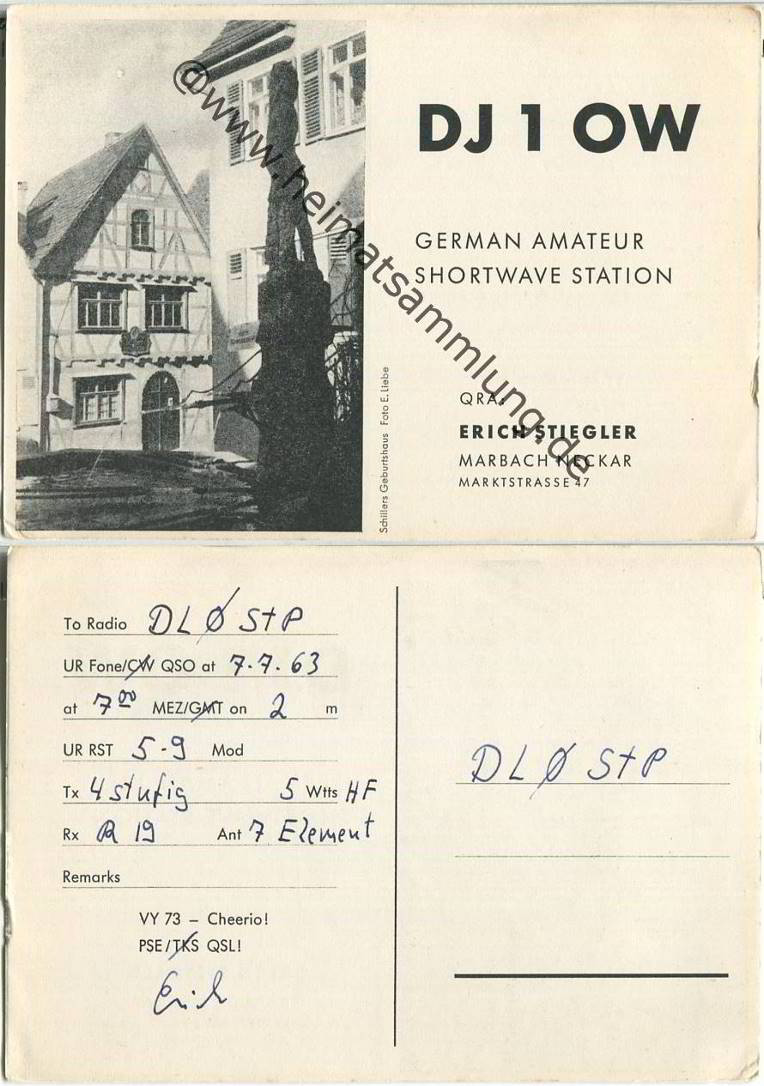 DJ 1 OW
GERMAN AMATEUR
SHORTWAVE STATION
QRA:
ERICH STIEGLER
MARBACH NECKAR
MARKTSTRASSE 47
Schillers Geburtshaus Foto E. Liebe
@www.heimatsammlung.de
To Radio DLØ StP
UR Fone/CW QSO at 7.7.63
at 7⁰⁰ MEZ/GMT on 2 m
UR RST 5-9 Mod
Tx 4 stufig 5 Wtts HF
Rx R 19 Ant 7 Element
Remarks
VY 73 – Cheerio!
PSE/TKS QSL!
Erich
DLØ StP